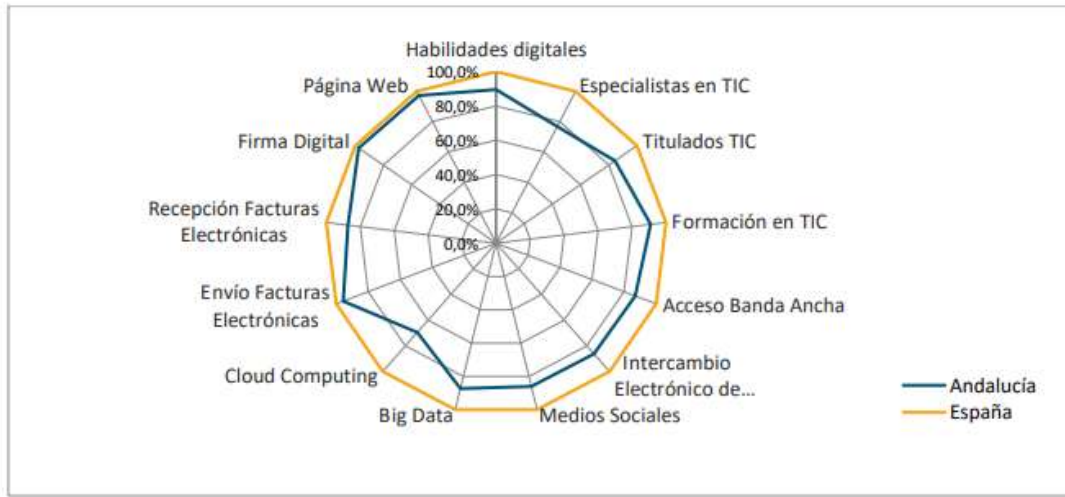 Habilidades digitales
100,0%
Especialistas en TIC
Página Web
80,0%
Titulados TIC
Firma Digital
60,0%
40,0%
Recepción Facturas
Electrónicas
20,0%
Formación en TIC
0,0%
Envío Facturas
Electrónicas
Acceso Banda Ancha
Cloud Computing
Intercambio
Electrónico de...
Big Data
Medios Sociales
Andalucía
España